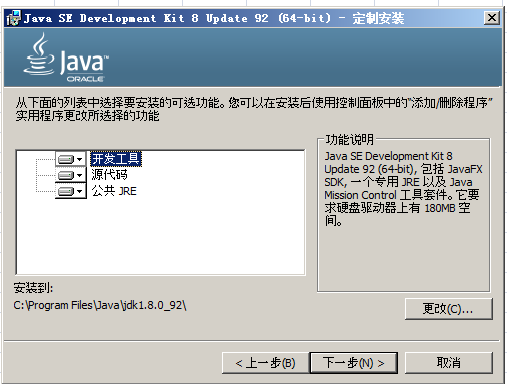 Java SE Development Kit 8 Update 92 (64-bit) - 定制安装
Java
ORACLE
从下面的列表中选择要安装的可选功能。您可以在安装后使用控制面板中的“添加/删除程序”
实用程序更改所选择的功能
开发工具
源代码
公共 JRE
功能说明
Java SE Development Kit 8
Update 92 (64-bit), 包括 JavaFX
SDK, 一个专用 JRE 以及 Java
Mission Control 工具套件。它要
求硬盘驱动器上有 180MB 空
间。
安装到:
C:\Program Files\Java\jdk1.8.0_92\
更改(C)...
< 上一步(B)
下一步(N) >
取消